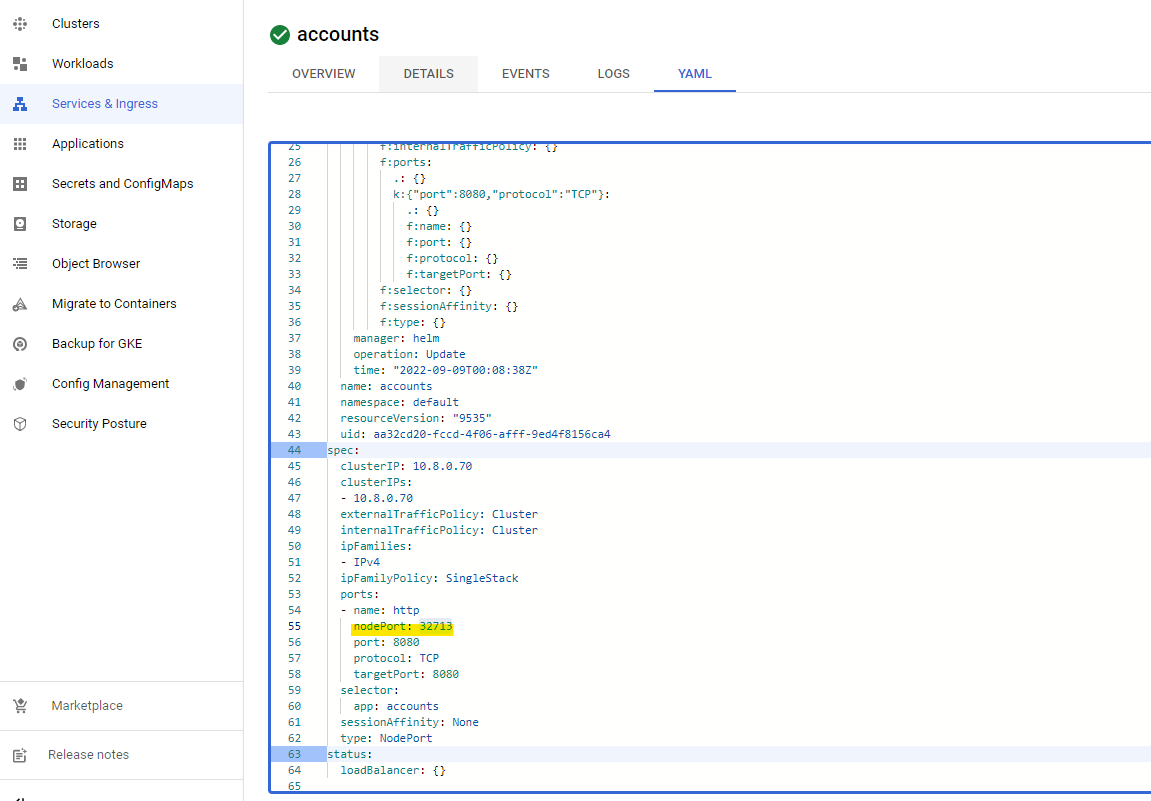 Clusters
Workloads
Services & Ingress
Applications
Secrets and ConfigMaps
Storage
Object Browser
Migrate to Containers
Backup for GKE
Config Management
Security Posture
Marketplace
Release notes
accounts
OVERVIEW DETAILS EVENTS LOGS YAML
25 f:internalTrafficPolicy: {}
26 f:ports:
27 .: {}
28 k:{"port":8080,"protocol":"TCP"}:
29 .: {}
30 f:name: {}
31 f:port: {}
32 f:protocol: {}
33 f:targetPort: {}
34 f:selector: {}
35 f:sessionAffinity: {}
36 f:type: {}
37 manager: helm
38 operation: Update
39 time: "2022-09-09T00:08:38Z"
40 name: accounts
41 namespace: default
42 resourceVersion: "9535"
43 uid: aa32cd20-fccd-4f06-afff-9ed4f8156ca4
44 spec:
45 clusterIP: 10.8.0.70
46 clusterIPs:
47 - 10.8.0.70
48 externalTrafficPolicy: Cluster
49 internalTrafficPolicy: Cluster
50 ipFamilies:
51 - IPv4
52 ipFamilyPolicy: SingleStack
53 ports:
54 - name: http
55 nodePort: 32713
56 port: 8080
57 protocol: TCP
58 targetPort: 8080
59 selector:
60 app: accounts
61 sessionAffinity: None
62 type: NodePort
63 status:
64 loadBalancer: {}
65